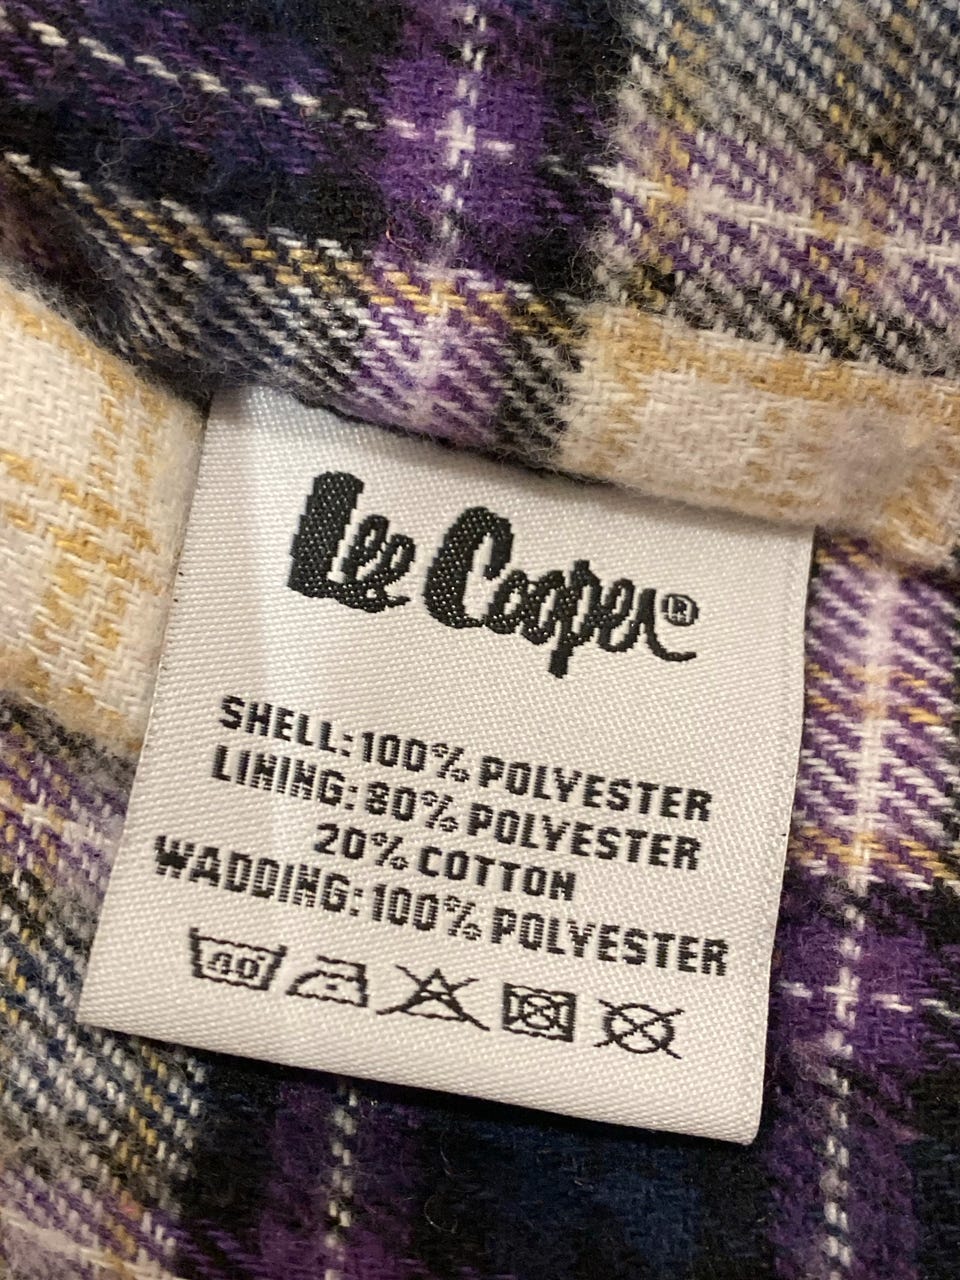 Lee Cooper®
SHELL: 100% POLYESTER
LINING: 80% POLYESTER
20% COTTON
WADDING: 100% POLYESTER
40